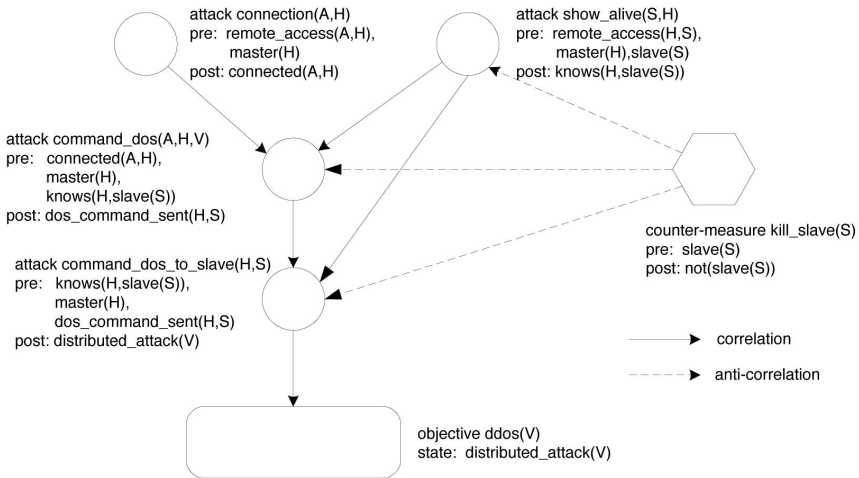 attack connection(A,H)
pre: remote_access(A,H),
master(H)
post: connected(A,H)
attack show_alive(S,H)
pre: remote_access(H,S),
master(H),slave(S)
post: knows(H,slave(S))
attack command_dos(A,H,V)
pre: connected(A,H),
master(H),
knows(H,slave(S))
post: dos_command_sent(H,S)
counter-measure kill_slave(S)
pre: slave(S)
post: not(slave(S))
attack command_dos_to_slave(H,S)
pre: knows(H,slave(S)),
master(H),
dos_command_sent(H,S)
post: distributed_attack(V)
correlation
anti-correlation
objective ddos(V)
state: distributed_attack(V)